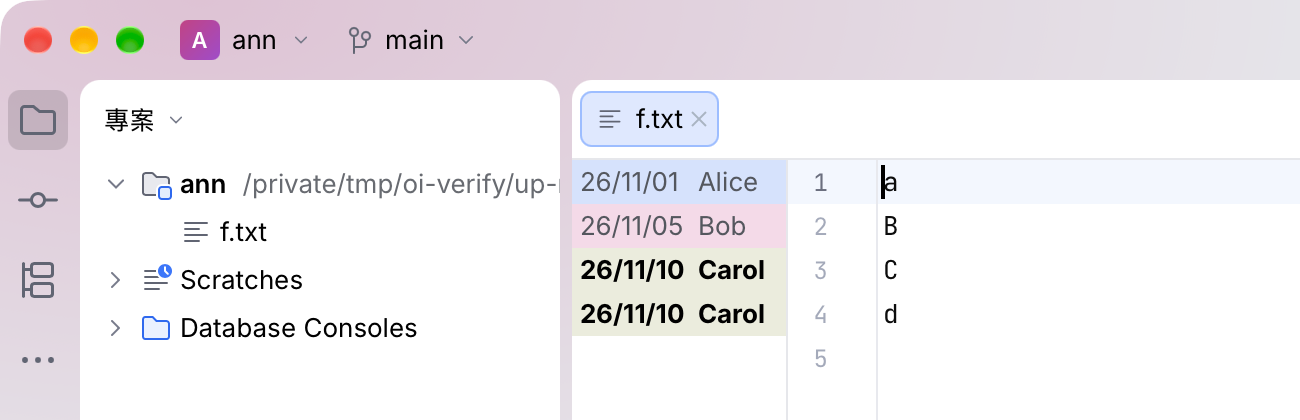 A ann main
專案
f.txt
ann /private/tmp/oi-verify/up-
f.txt
Scratches
Database Consoles
26/11/01 Alice 1 a
26/11/05 Bob 2 B
26/11/10 Carol 3 C
26/11/10 Carol 4 d
5